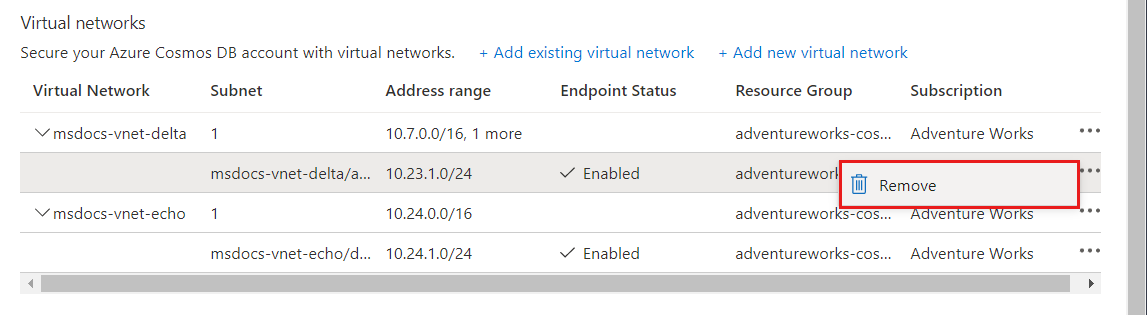 Virtual networks
Secure your Azure Cosmos DB account with virtual networks. + Add existing virtual network + Add new virtual network
Virtual Network Subnet Address range Endpoint Status Resource Group Subscription
msdocs-vnet-delta 1 10.7.0.0/16, 1 more adventureworks-cos... Adventure Works
msdocs-vnet-delta/a... 10.23.1.0/24 Enabled adventurework
Remove
msdocs-vnet-echo 1 10.24.0.0/16 adventureworks-cos... Adventure Works
msdocs-vnet-echo/d... 10.24.1.0/24 Enabled adventureworks-cos... Adventure Works